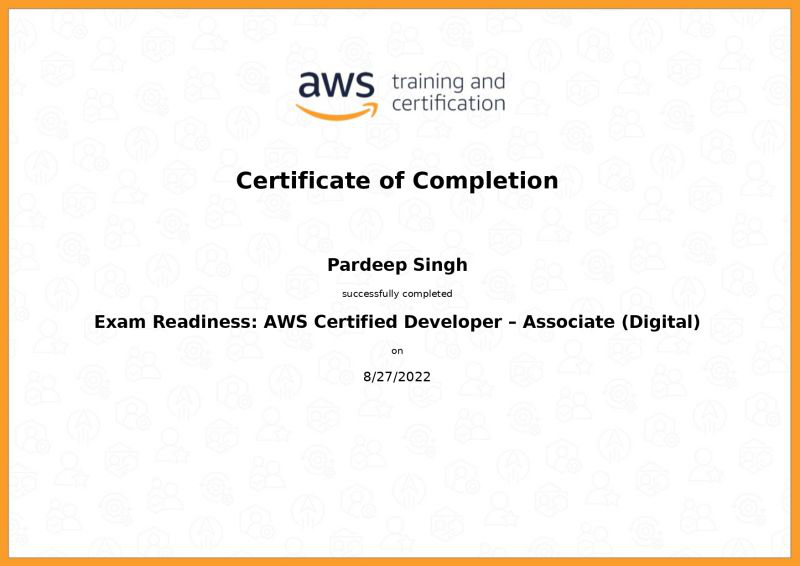 aws training and
certification
Certificate of Completion
Pardeep Singh
successfully completed
Exam Readiness: AWS Certified Developer – Associate (Digital)
on
8/27/2022